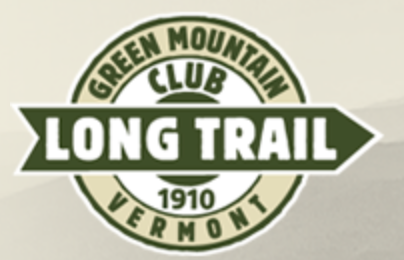 GREEN MOUNTAIN
CLUB
LONG TRAIL
1910
VERMONT